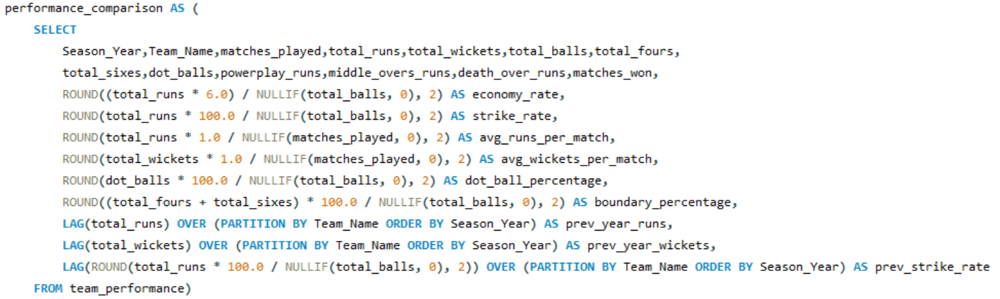 performance_comparison AS (
    SELECT
        Season_Year,Team_Name,matches_played,total_runs,total_wickets,total_balls,total_fours,
        total_sixes,dot_balls,powerplay_runs,middle_overs_runs,death_over_runs,matches_won,
        ROUND((total_runs * 6.0) / NULLIF(total_balls, 0), 2) AS economy_rate,
        ROUND(total_runs * 100.0 / NULLIF(total_balls, 0), 2) AS strike_rate,
        ROUND(total_runs * 1.0 / NULLIF(matches_played, 0), 2) AS avg_runs_per_match,
        ROUND(total_wickets * 1.0 / NULLIF(matches_played, 0), 2) AS avg_wickets_per_match,
        ROUND(dot_balls * 100.0 / NULLIF(total_balls, 0), 2) AS dot_ball_percentage,
        ROUND((total_fours + total_sixes) * 100.0 / NULLIF(total_balls, 0), 2) AS boundary_percentage,
        LAG(total_runs) OVER (PARTITION BY Team_Name ORDER BY Season_Year) AS prev_year_runs,
        LAG(total_wickets) OVER (PARTITION BY Team_Name ORDER BY Season_Year) AS prev_year_wickets,
        LAG(ROUND(total_runs * 100.0 / NULLIF(total_balls, 0), 2)) OVER (PARTITION BY Team_Name ORDER BY Season_Year) AS prev_strike_rate
    FROM team_performance)